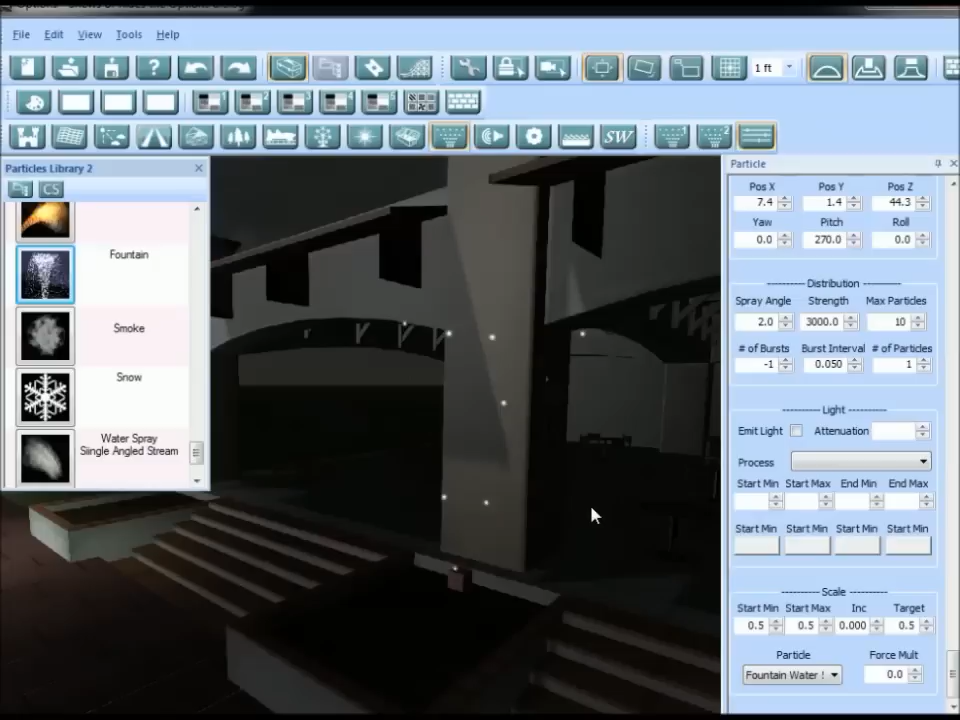 File Edit View Tools Help
1 ft
SW
Particles Library 2
CS
Fountain
Smoke
Snow
Water Spray
Siingle Angled Stream
Particle
Pos X Pos Y Pos Z
7.4 1.4 44.3
Yaw Pitch Roll
0.0 270.0 0.0
---------- Distribution ----------
Spray Angle Strength Max Particles
2.0 3000.0 10
# of Bursts Burst Interval # of Particles
-1 0.050 1
---------- Light ----------
Emit Light Attenuation
Process
Start Min Start Max End Min End Max
Start Min Start Min Start Min Start Min
---------- Scale ----------
Start Min Start Max Inc Target
0.5 0.5 0.000 0.5
Particle Force Mult
Fountain Water 0.0